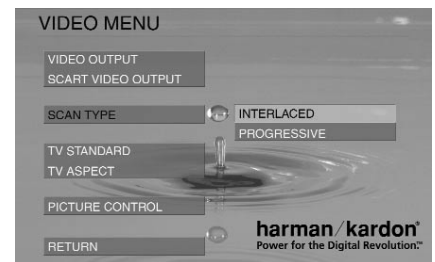 VIDEO MENU
VIDEO OUTPUT
SCART VIDEO OUTPUT
SCAN TYPE
INTERLACED
PROGRESSIVE
TV STANDARD
TV ASPECT
PICTURE CONTROL
RETURN
harman/kardon®
Power for the Digital Revolution.™